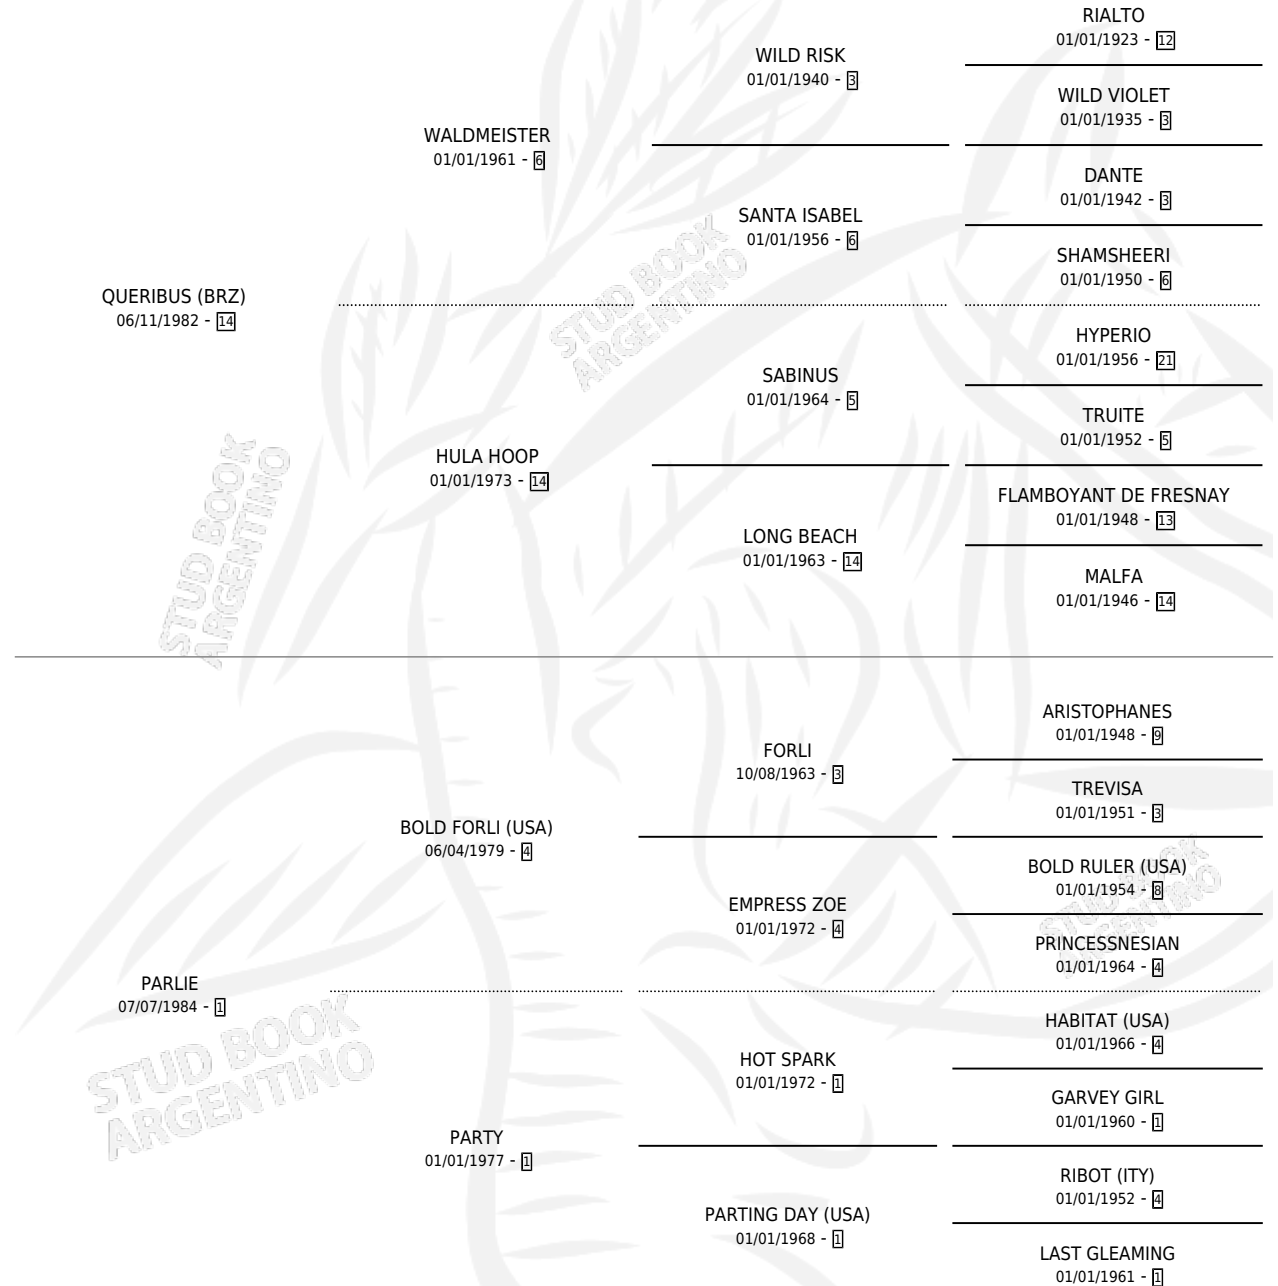 RIALTO
01/01/1923 - 12
WILD RISK
01/01/1940 - 3
WILD VIOLET
01/01/1935 - 3
WALDMEISTER
01/01/1961 - 6
DANTE
01/01/1942 - 3
SANTA ISABEL
01/01/1956 - 6
SHAMSHEERI
01/01/1950 - 6
QUERIBUS (BRZ)
06/11/1982 - 14
HYPERIO
01/01/1956 - 21
SABINUS
01/01/1964 - 5
TRUITE
01/01/1952 - 5
HULA HOOP
01/01/1973 - 14
FLAMBOYANT DE FRESNAY
01/01/1948 - 13
LONG BEACH
01/01/1963 - 14
MALFA
01/01/1946 - 14
ARISTOPHANES
01/01/1948 - 9
FORLI
10/08/1963 - 3
TREVISA
01/01/1951 - 3
BOLD FORLI (USA)
06/04/1979 - 4
BOLD RULER (USA)
01/01/1954 - 8
EMPRESS ZOE
01/01/1972 - 4
PRINCESSNESIAN
01/01/1964 - 4
PARLIE
07/07/1984 - 1
HABITAT (USA)
01/01/1966 - 4
HOT SPARK
01/01/1972 - 1
GARVEY GIRL
01/01/1960 - 1
PARTY
01/01/1977 - 1
RIBOT (ITY)
01/01/1952 - 4
PARTING DAY (USA)
01/01/1968 - 1
LAST GLEAMING
01/01/1961 - 1
STUD BOOK
ARGENTINO
STUD BOOK
ARGENTINO
STUD BOOK
ARGENTINO
STUD BOOK
ARGENTINO